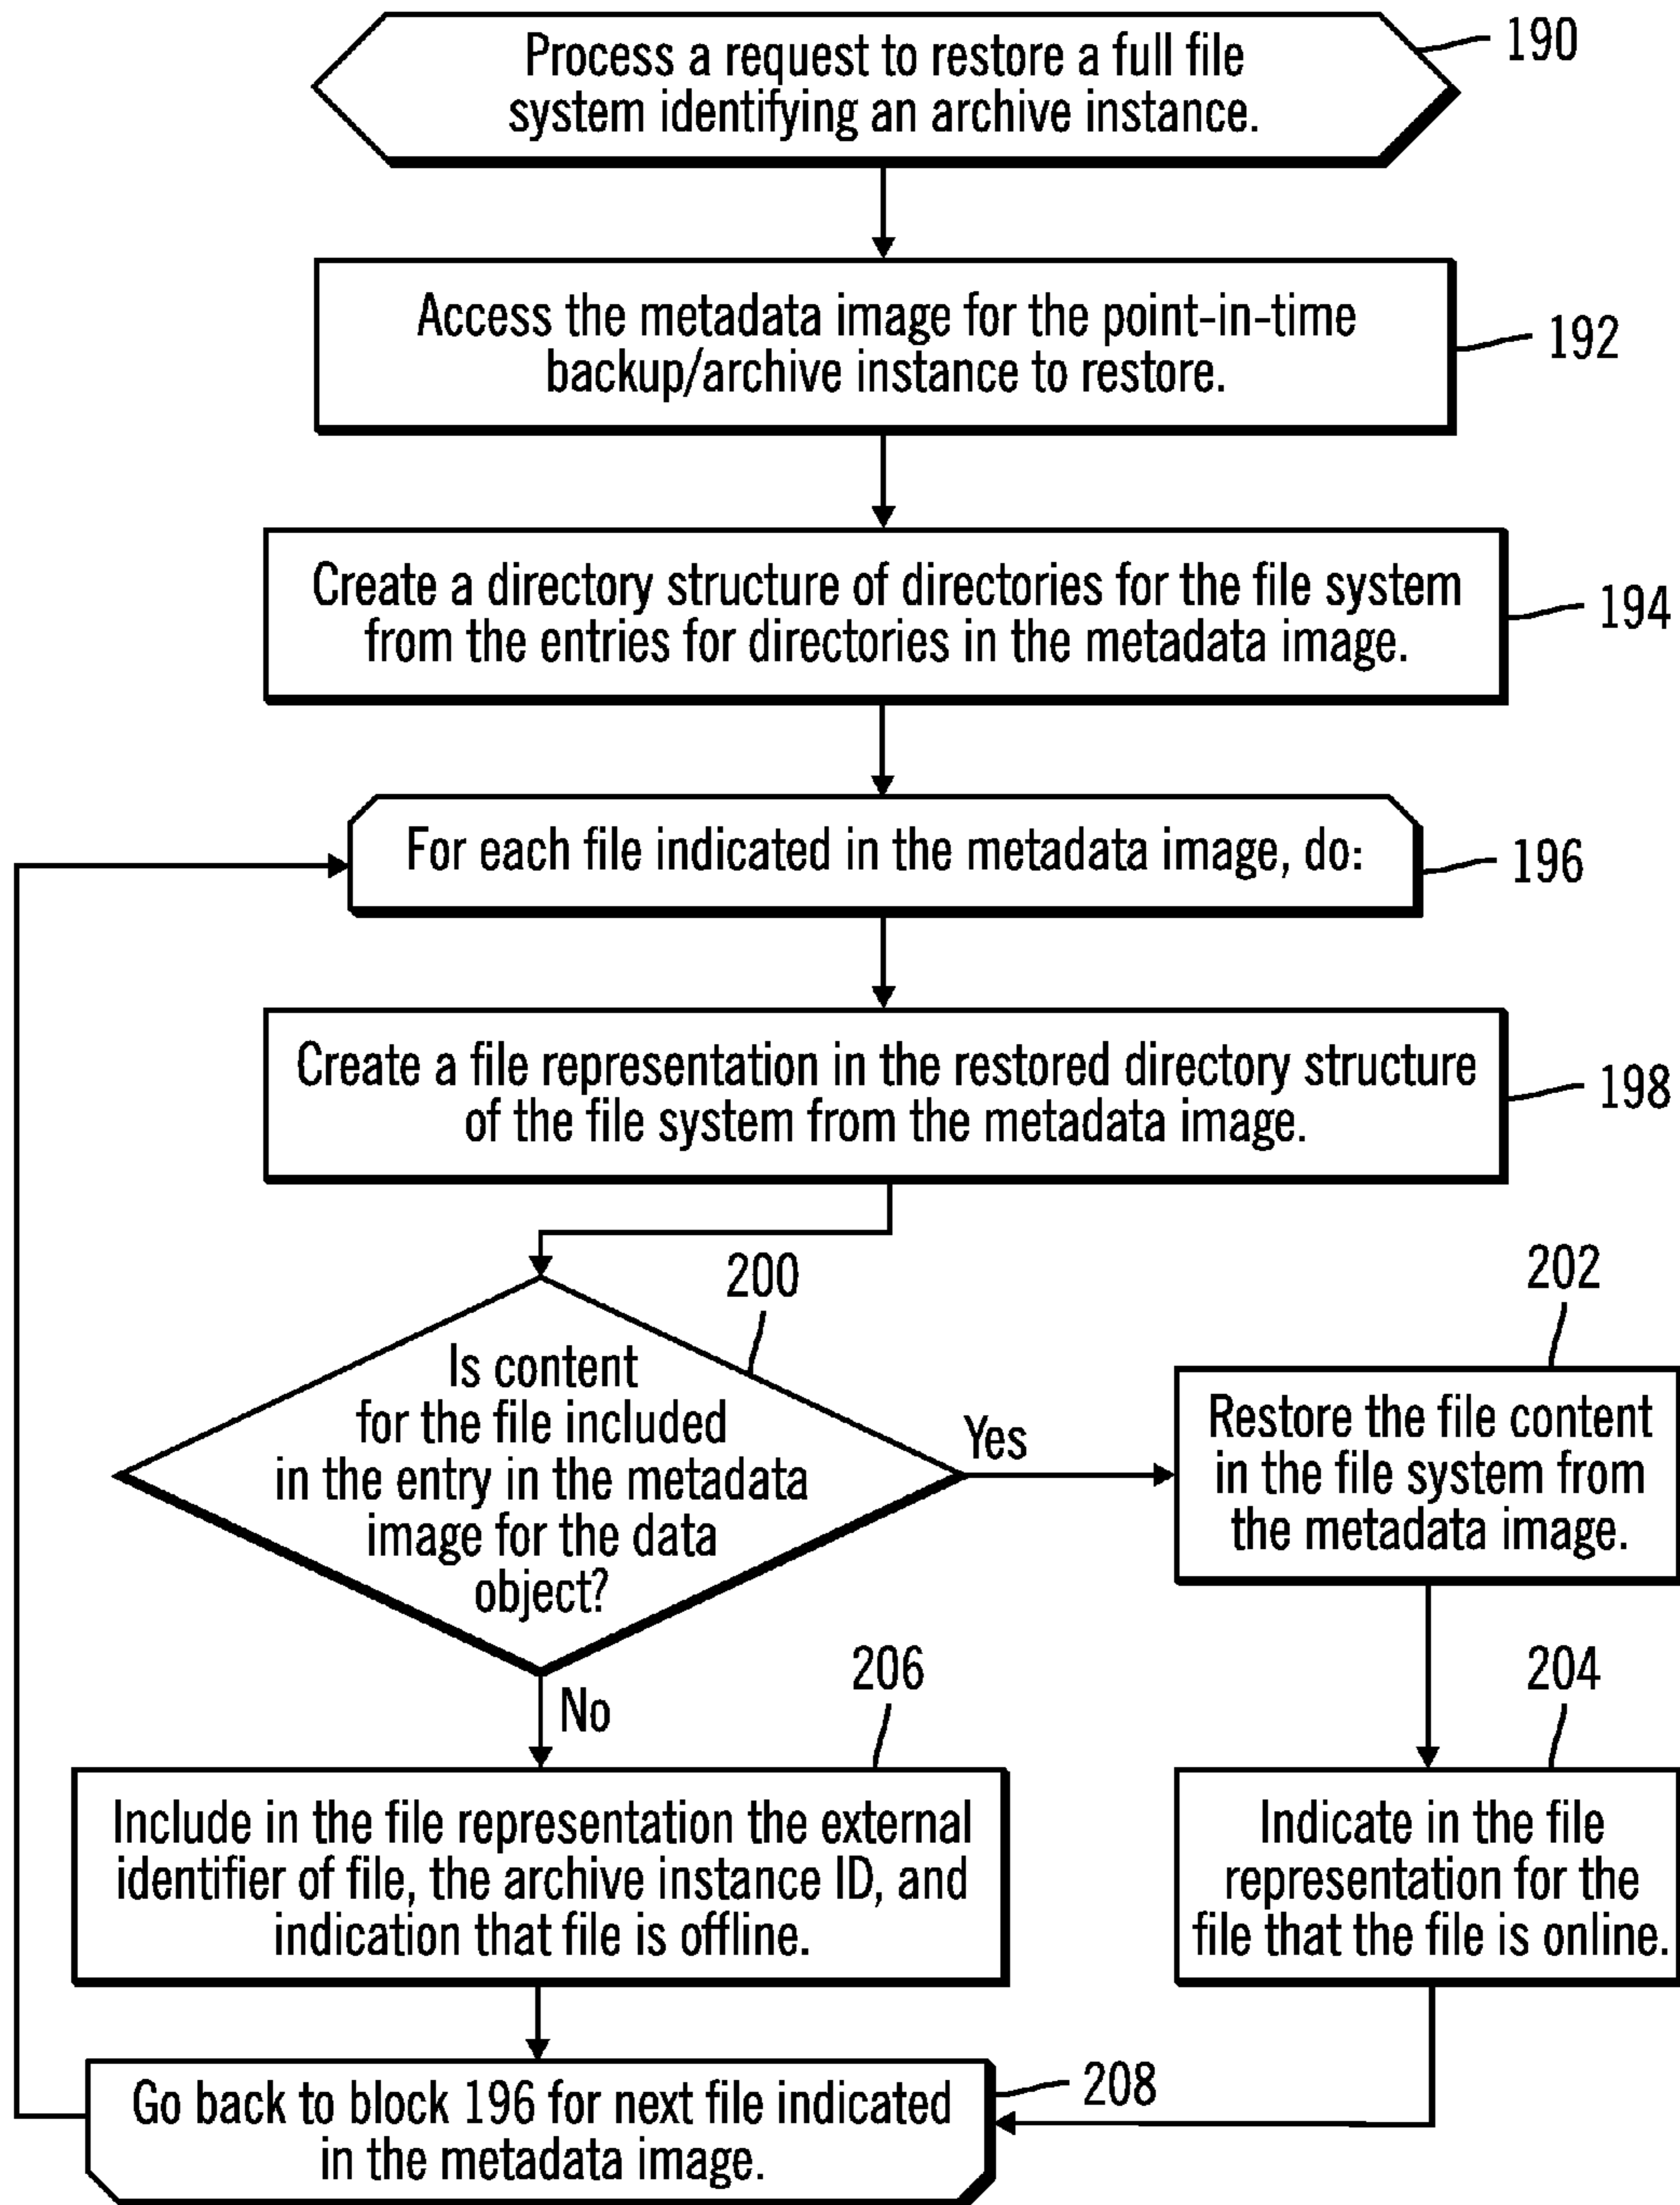 Process a request to restore a full file
system identifying an archive instance.
190
Access the metadata image for the point-in-time
backup/archive instance to restore.
192
Create a directory structure of directories for the file system
from the entries for directories in the metadata image.
194
For each file indicated in the metadata image, do:
196
Create a file representation in the restored directory structure
of the file system from the metadata image.
198
200
Is content
for the file included
in the entry in the metadata
image for the data
object?
Yes
No
202
Restore the file content
in the file system from
the metadata image.
204
Indicate in the file
representation for the
file that the file is online.
206
Include in the file representation the external
identifier of file, the archive instance ID, and
indication that file is offline.
Go back to block 196 for next file indicated
in the metadata image.
208